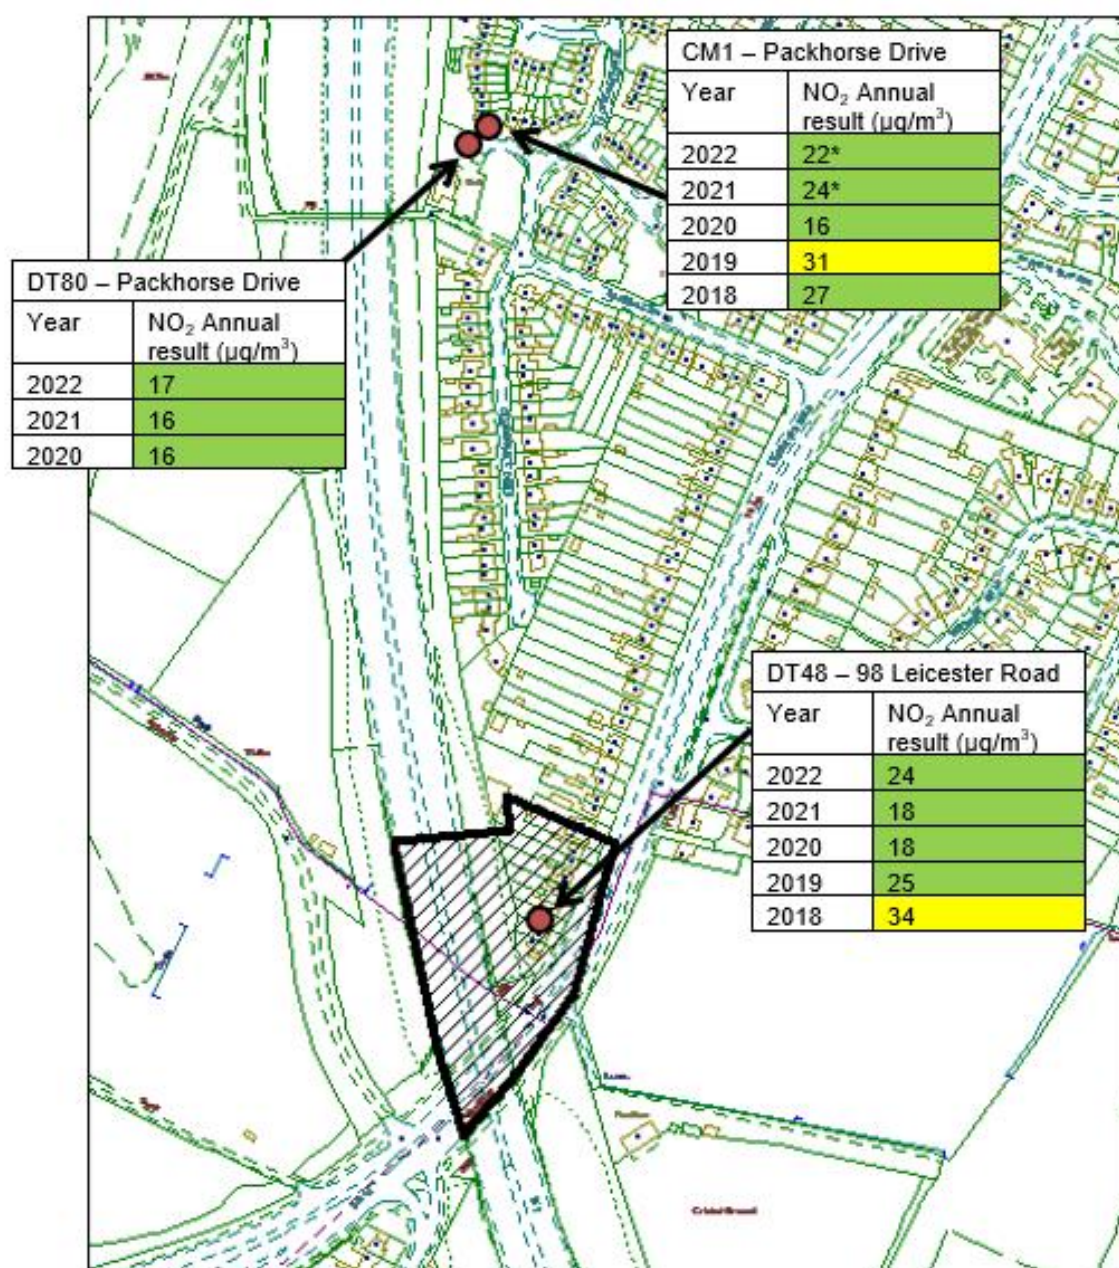 CM1 – Packhorse Drive
Year NO₂ Annual
result (µg/m³)
2022 22*
2021 24*
2020 16
2019 31
2018 27
DT80 – Packhorse Drive
Year NO₂ Annual
result (µg/m³)
2022 17
2021 16
2020 16
DT48 – 98 Leicester Road
Year NO₂ Annual
result (µg/m³)
2022 24
2021 18
2020 18
2019 25
2018 34
Cricket Ground